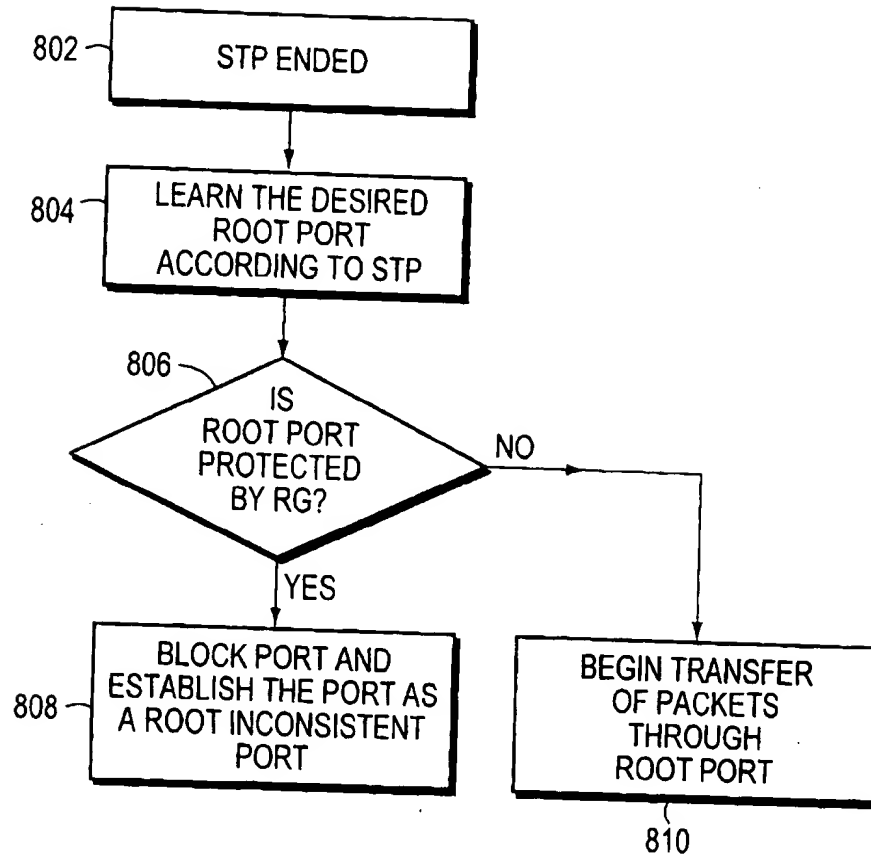 802
STP ENDED
804
LEARN THE DESIRED
ROOT PORT
ACCORDING TO STP
806
IS
ROOT PORT
PROTECTED
BY RG?
NO
YES
808
BLOCK PORT AND
ESTABLISH THE PORT AS
A ROOT INCONSISTENT
PORT
BEGIN TRANSFER
OF PACKETS
THROUGH
ROOT PORT
810